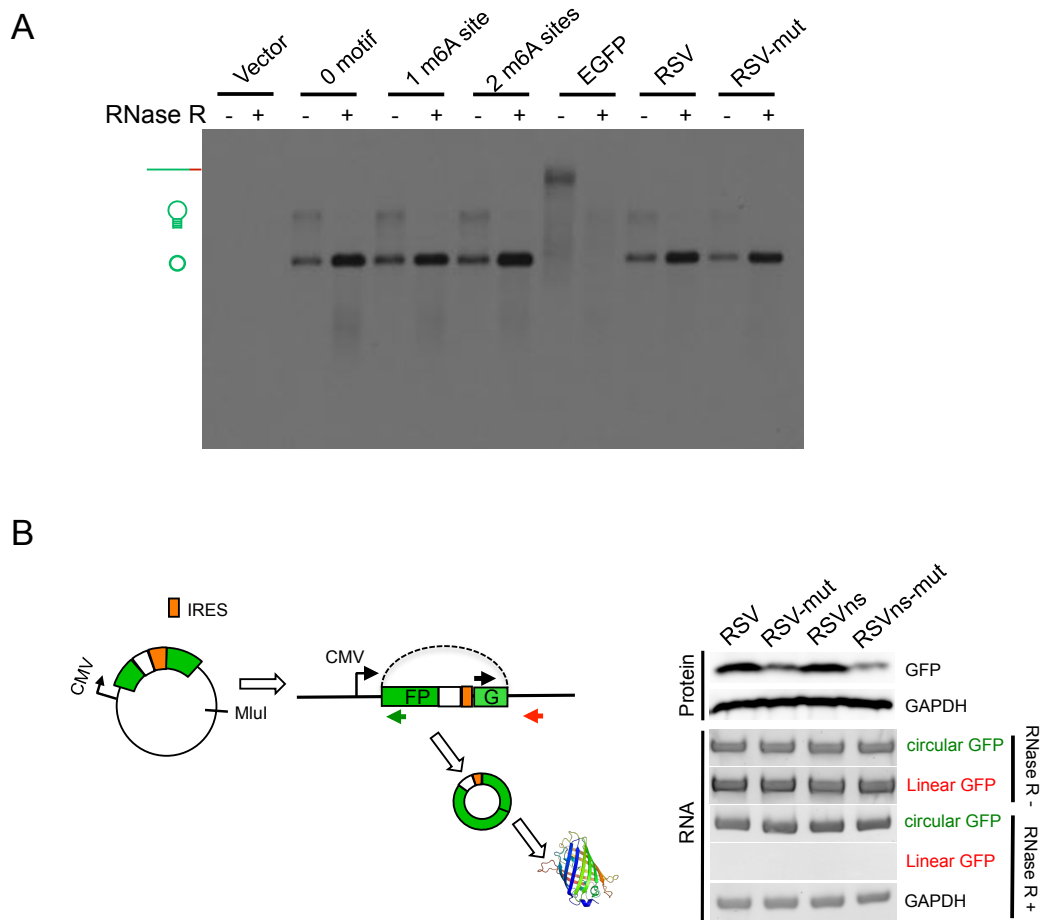 A
Vector 0 motif 1 m6A site 2 m6A sites EGFP RSV RSV-mut
RNase R - + - + - + - + - + - + - +
B
IRES
CMV
MluI
CMV
FP G
RSV RSV-mut RSVns RSVns-mut
Protein
GFP
GAPDH
RNA
circular GFP
Linear GFP
RNase R -
circular GFP
Linear GFP
GAPDH
RNase R +